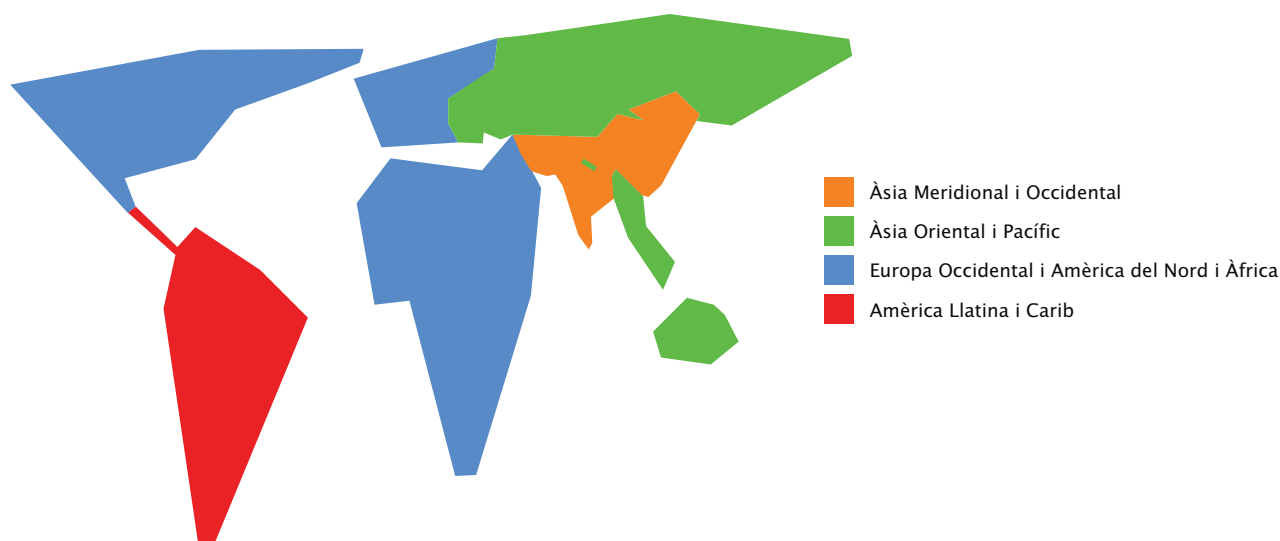 Àsia Meridional i Occidental
Àsia Oriental i Pacífic
Europa Occidental i Amèrica del Nord i Àfrica
Amèrica Llatina i Carib